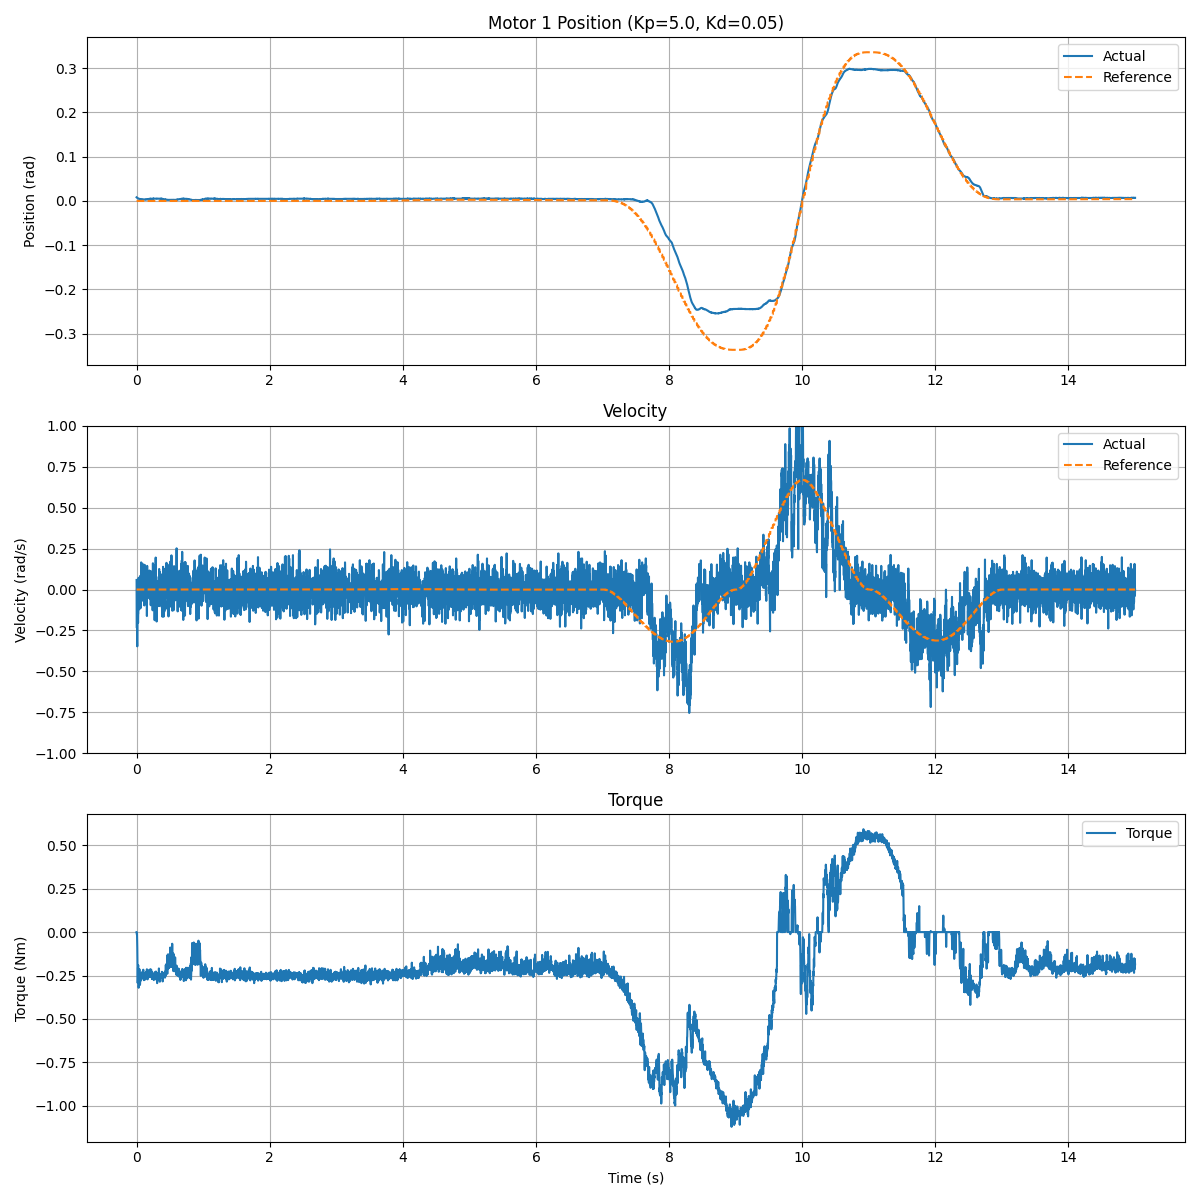 Motor 1 Position (Kp=5.0, Kd=0.05)
Position (rad)
0.3
0.2
0.1
0.0
−0.1
−0.2
−0.3
Actual
Reference
0 2 4 6 8 10 12 14
Velocity
Velocity (rad/s)
1.00
0.75
0.50
0.25
0.00
−0.25
−0.50
−0.75
−1.00
Actual
Reference
0 2 4 6 8 10 12 14
Torque
Torque (Nm)
0.50
0.25
0.00
−0.25
−0.50
−0.75
−1.00
Torque
0 2 4 6 8 10 12 14
Time (s)